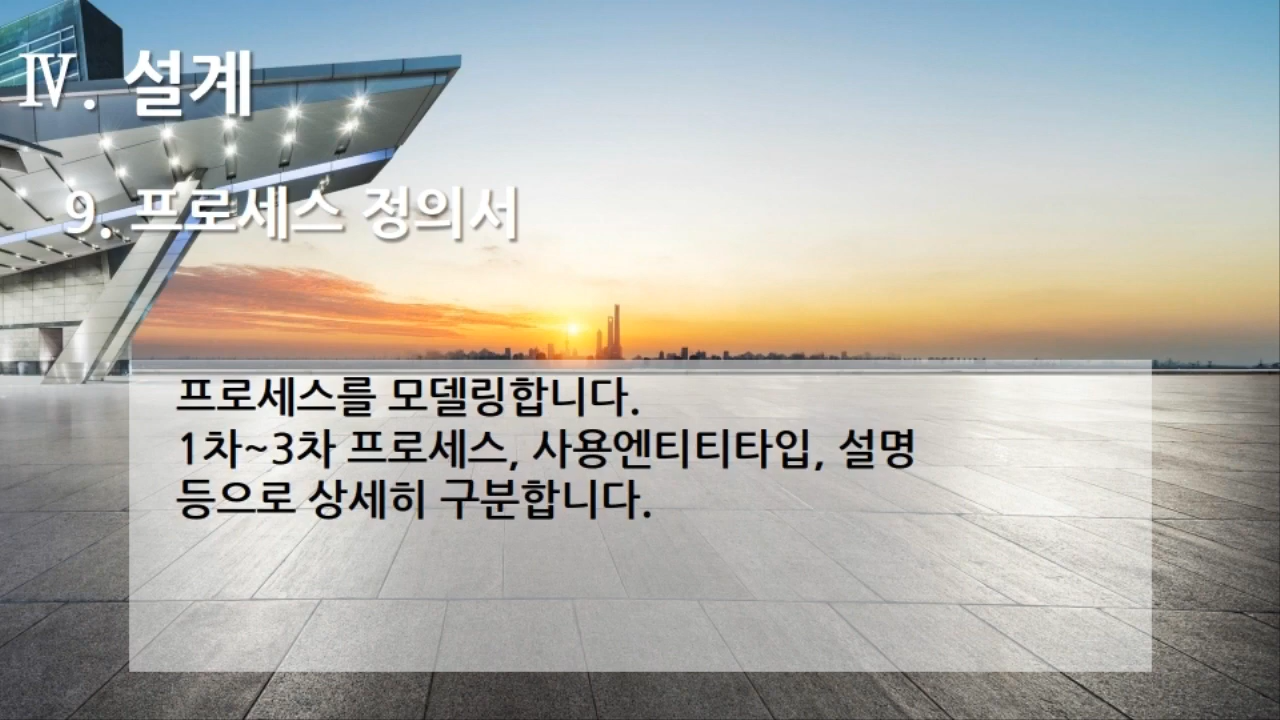 Ⅳ. 설계
9. 프로세스 정의서
프로세스를 모델링합니다.
1차~3차 프로세스, 사용엔티티타입, 설명
등으로 상세히 구분합니다.